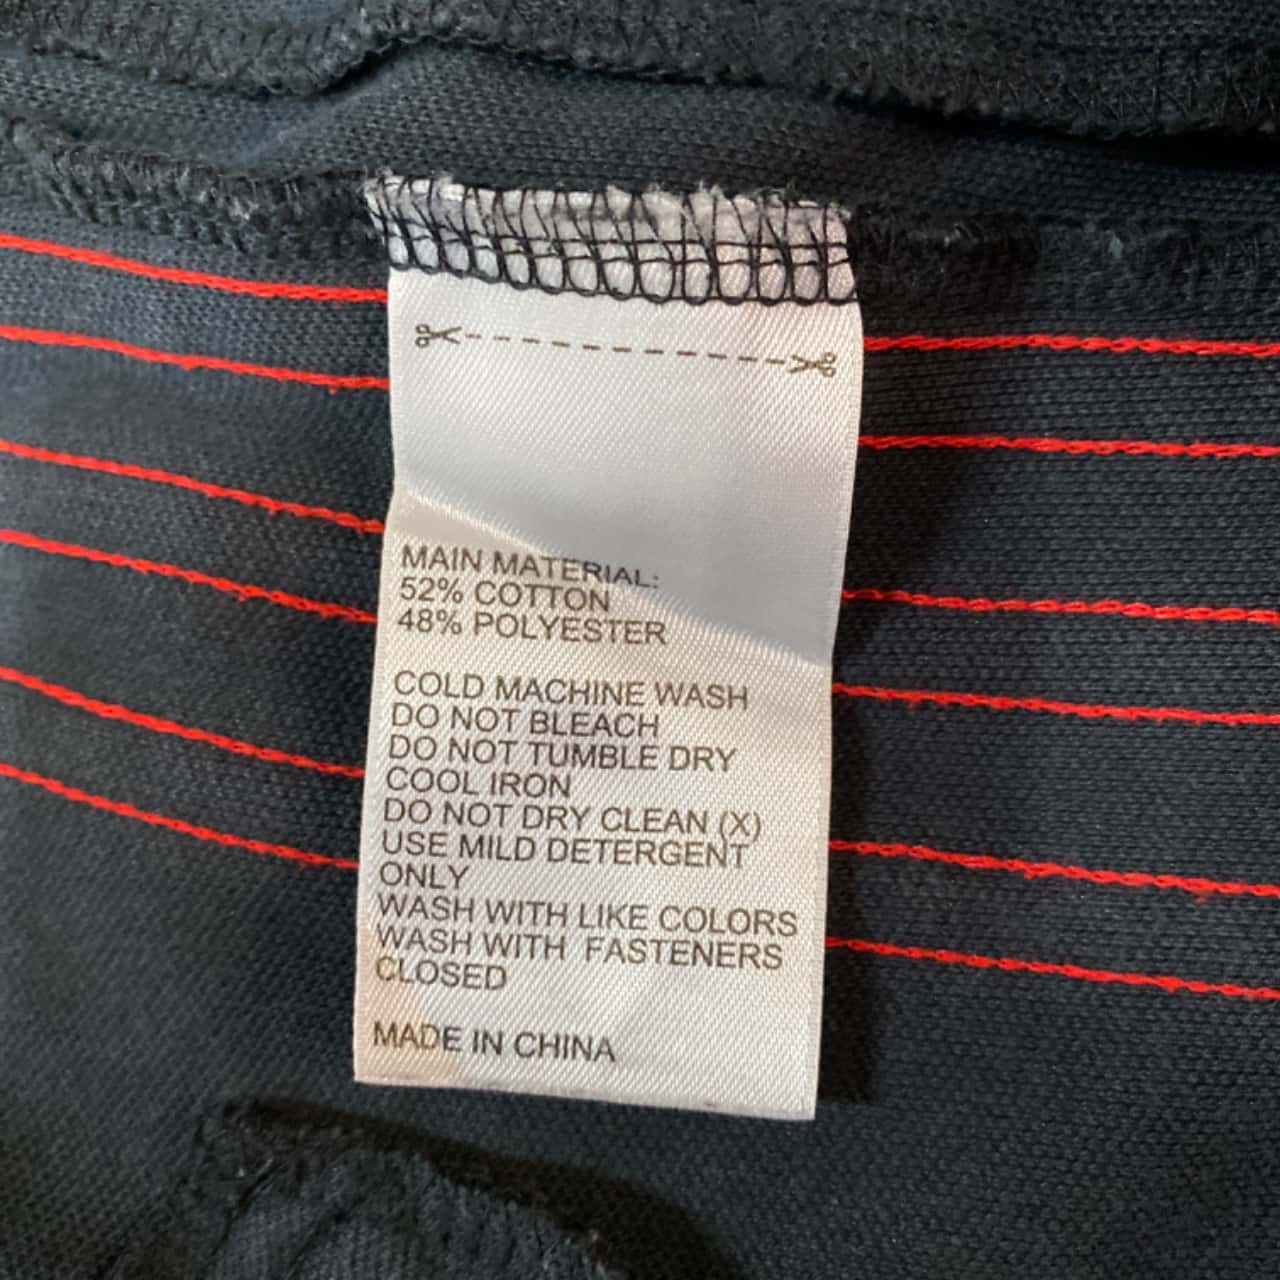 MAIN MATERIAL:
52% COTTON
48% POLYESTER
COLD MACHINE WASH
DO NOT BLEACH
DO NOT TUMBLE DRY
COOL IRON
DO NOT DRY CLEAN (X)
USE MILD DETERGENT
ONLY
WASH WITH LIKE COLORS
WASH WITH FASTENERS
CLOSED
MADE IN CHINA